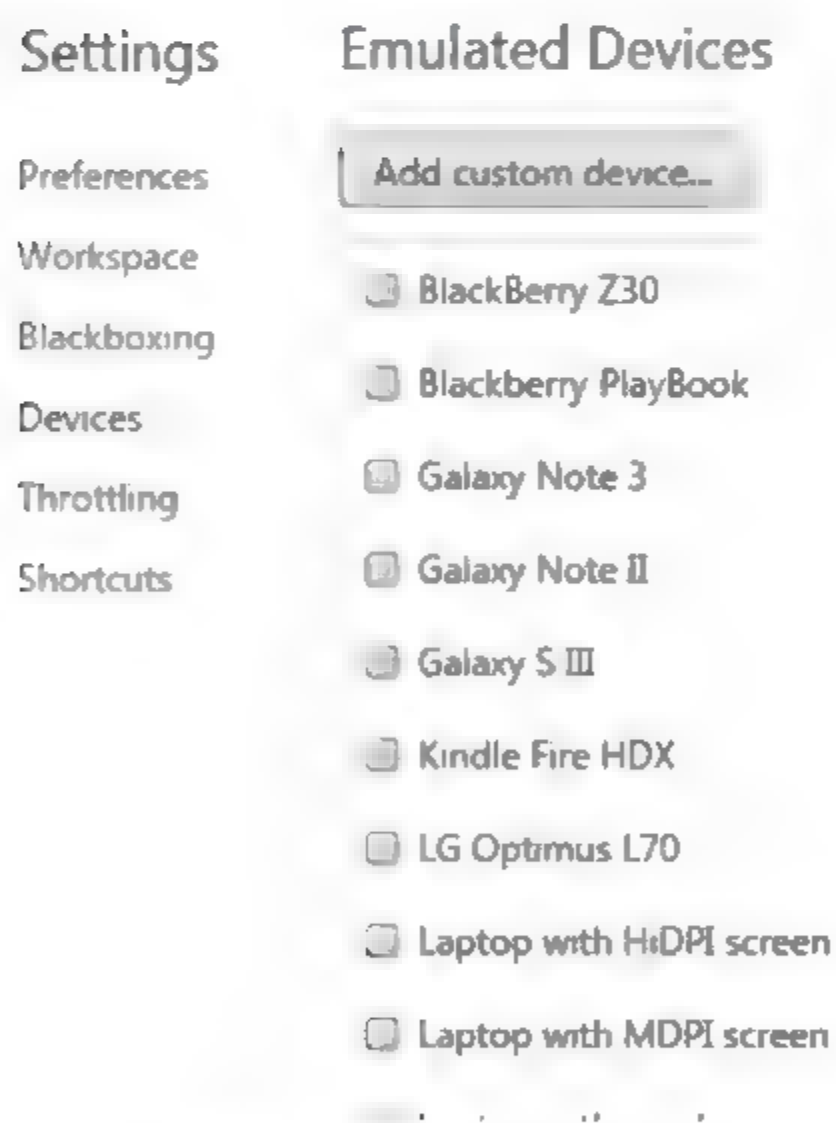 Settings
Preferences
Workspace
Blackboxing
Devices
Throttling
Shortcuts
Emulated Devices
Add custom device...
BlackBerry Z30
Blackberry PlayBook
Galaxy Note 3
Galaxy Note II
Galaxy S III
Kindle Fire HDX
LG Optimus L70
Laptop with HiDPI screen
Laptop with MDPI screen